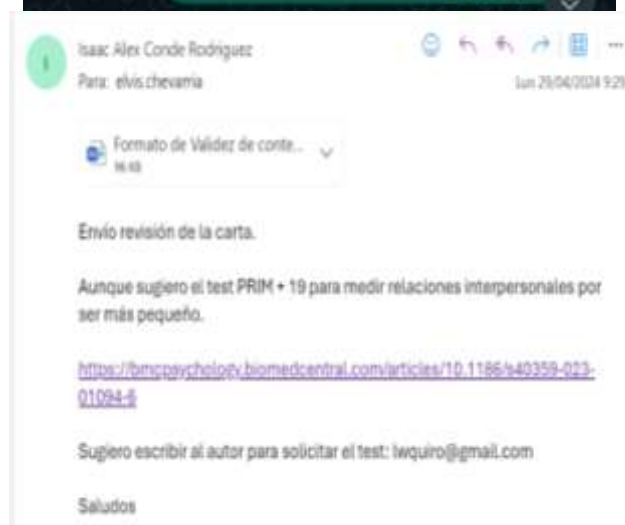 Isaac Alex Conde Rodriguez
Para: elvis.chevarria
Lun 29/04/2024 9:29
Formato de Validez de conte...
96 KB
Envío revisión de la carta.
Aunque sugiero el test PRIM + 19 para medir relaciones interpersonales por
ser más pequeño.
https://bmcpsychology.biomedcentral.com/articles/10.1186/s40359-023-
01094-6
Sugiero escribir al autor para solicitar el test: lwquiro@gmail.com
Saludos